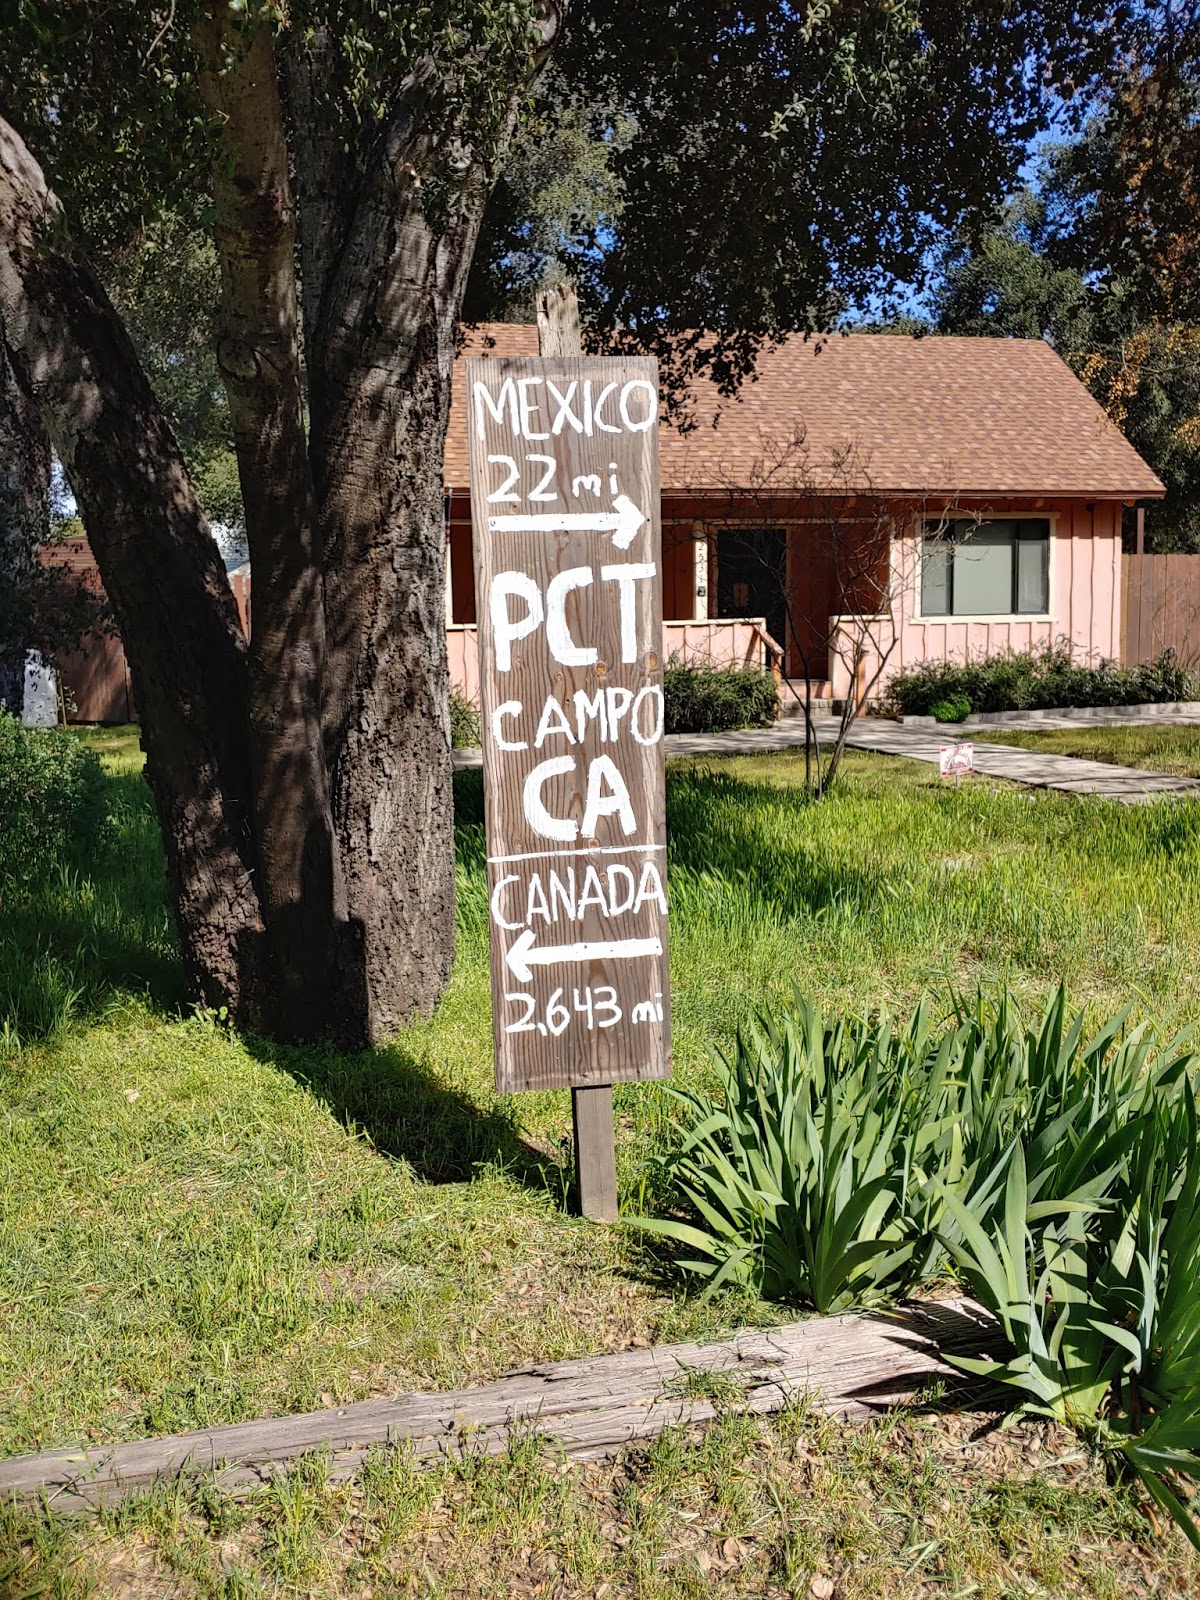 MEXICO
22 mi
PCT
CAMPO
CA
CANADA
2,643 mi